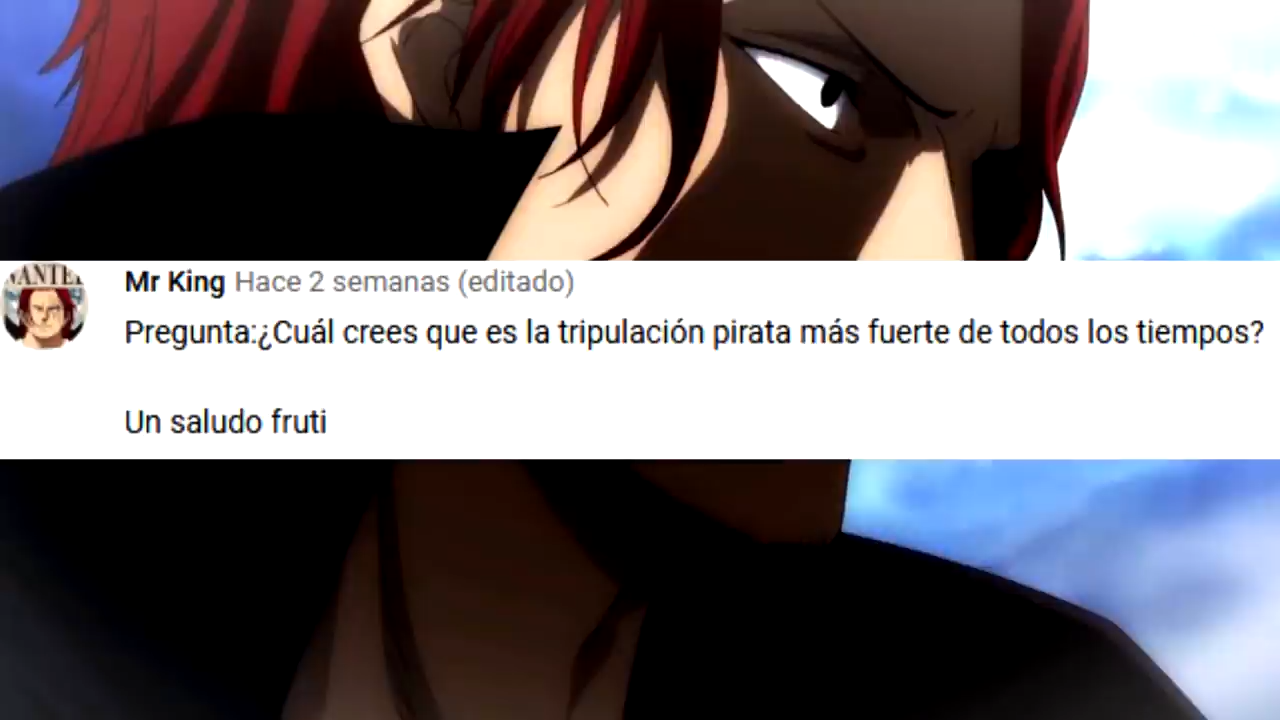 WANTED
Mr King Hace 2 semanas (editado)
Pregunta:¿Cuál crees que es la tripulación pirata más fuerte de todos los tiempos?
Un saludo fruti